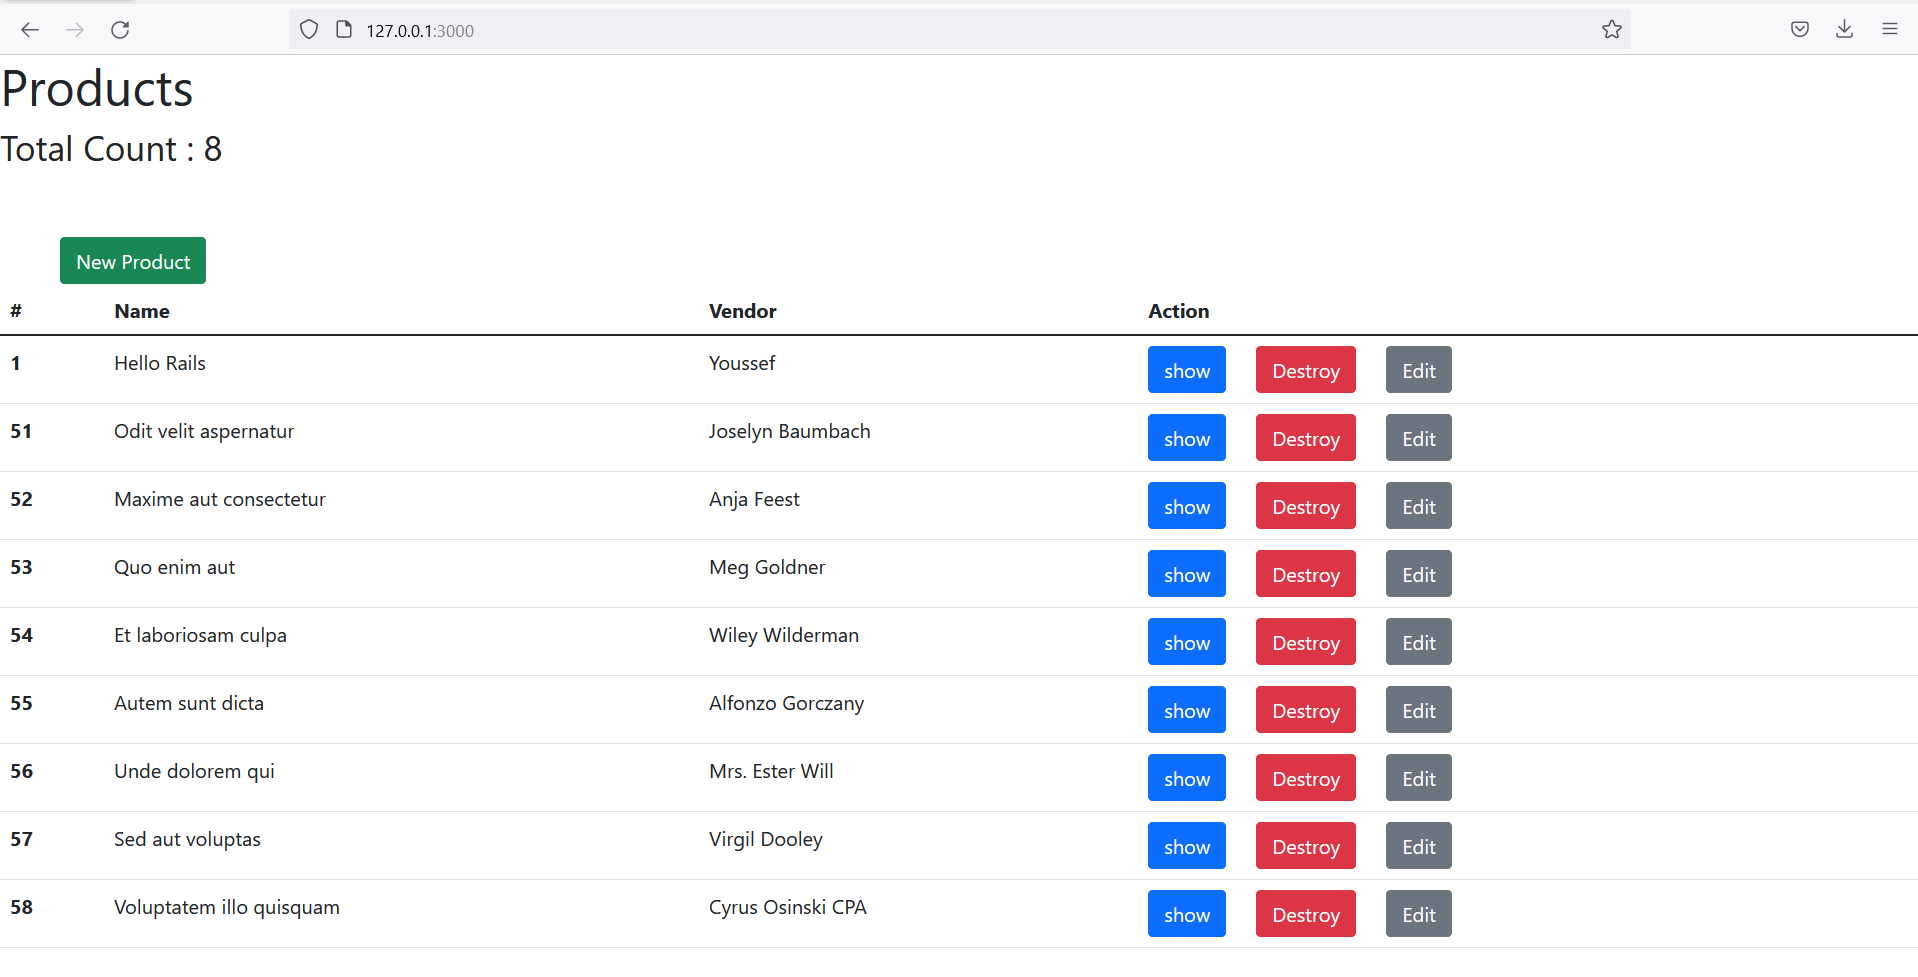 127.0.0.1:3000
Products
Total Count : 8
New Product
# Name Vendor Action
1 Hello Rails Youssef show Destroy Edit
51 Odit velit aspernatur Joselyn Baumbach show Destroy Edit
52 Maxime aut consectetur Anja Feest show Destroy Edit
53 Quo enim aut Meg Goldner show Destroy Edit
54 Et laboriosam culpa Wiley Wilderman show Destroy Edit
55 Autem sunt dicta Alfonzo Gorczany show Destroy Edit
56 Unde dolorem qui Mrs. Ester Will show Destroy Edit
57 Sed aut voluptas Virgil Dooley show Destroy Edit
58 Voluptatem illo quisquam Cyrus Osinski CPA show Destroy Edit